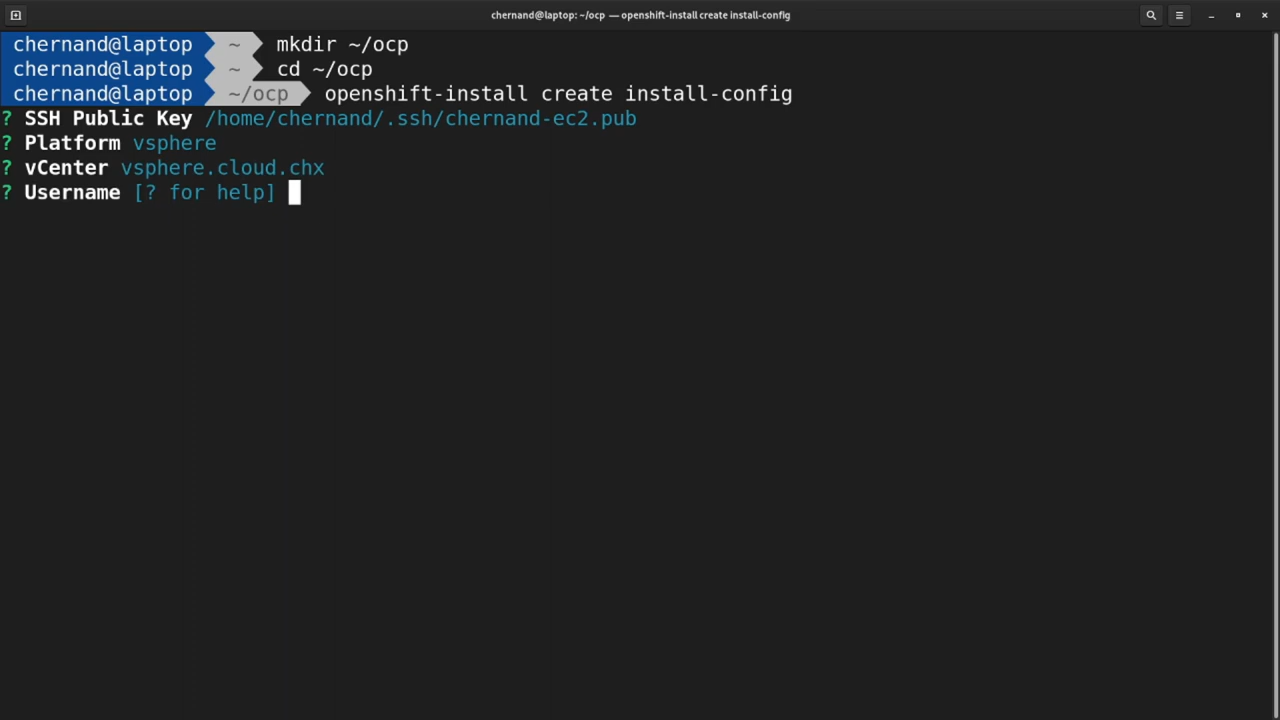 chernand@laptop: ~/ocp — openshift-install create install-config
chernand@laptop ~ mkdir ~/ocp
chernand@laptop ~ cd ~/ocp
chernand@laptop ~/ocp openshift-install create install-config
? SSH Public Key /home/chernand/.ssh/chernand-ec2.pub
? Platform vsphere
? vCenter vsphere.cloud.chx
? Username [? for help]